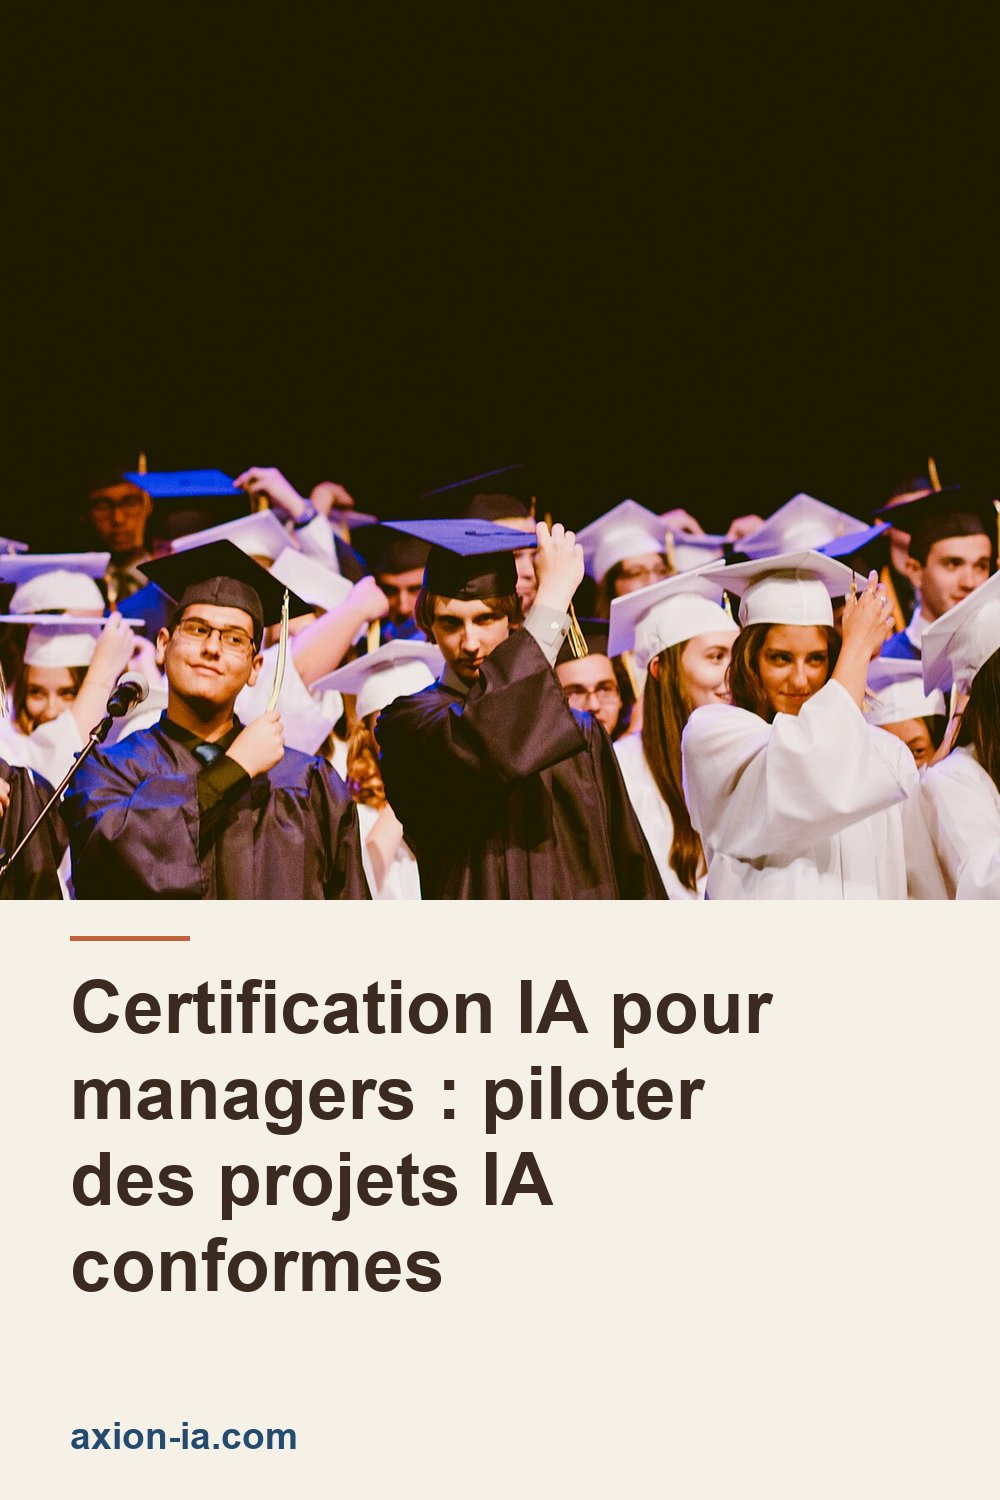 Certification IA pour
managers : piloter
des projets IA
conformes
axion-ia.com